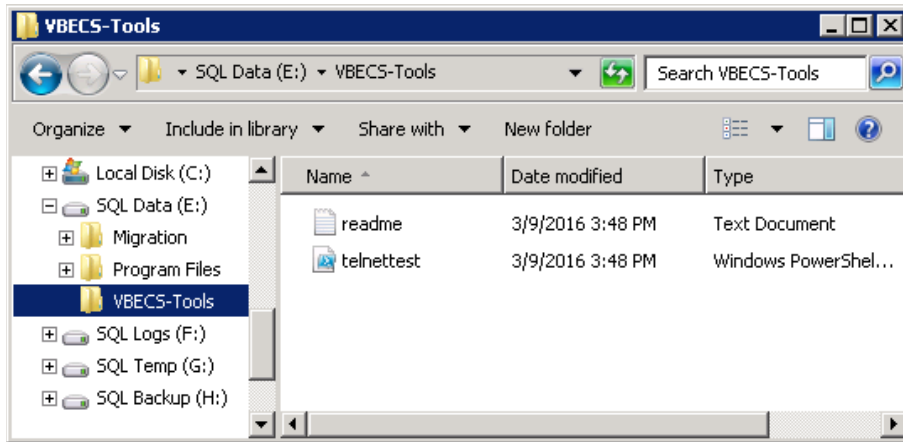 VBECS-Tools
SQL Data (E:) VBECS-Tools
Search VBECS-Tools
Organize Include in library Share with New folder
Local Disk (C:)
SQL Data (E:)
Migration
Program Files
VBECS-Tools
SQL Logs (F:)
SQL Temp (G:)
SQL Backup (H:)
Name Date modified Type
readme 3/9/2016 3:48 PM Text Document
telnettest 3/9/2016 3:48 PM Windows PowerShel...